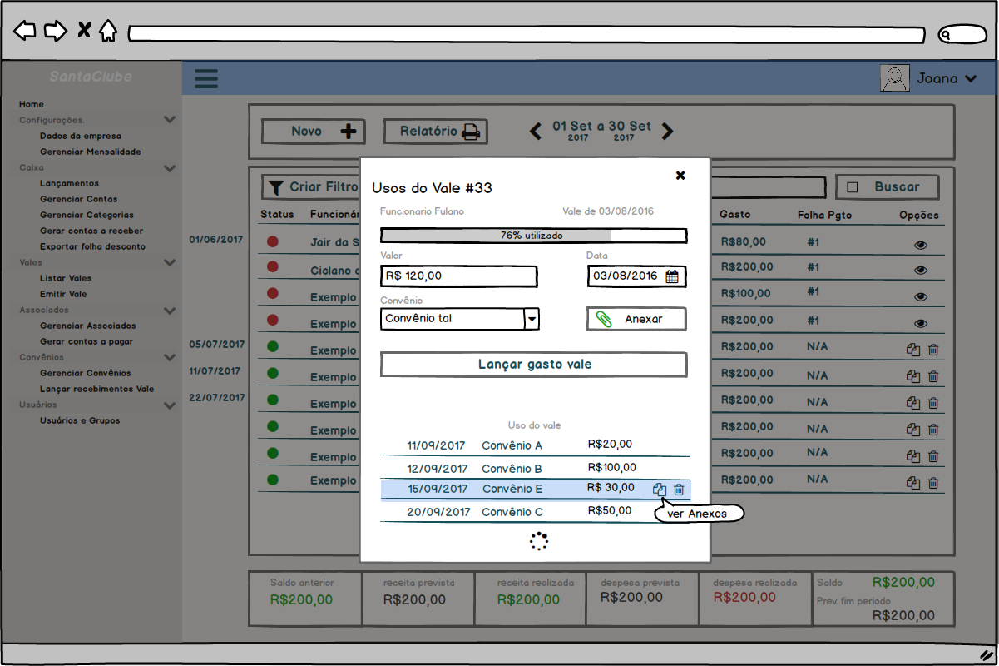 SantaClube
Joana
Home
Configurações.
Dados da empresa
Gerenciar Mensalidade
Caixa
Lançamentos
Gerenciar Contas
Gerenciar Categorias
Gerar contas a receber
Exportar folha desconto
Vales
Listar Vales
Emitir Vale
Associados
Gerenciar Associados
Gerar contas a pagar
Convênios
Gerenciar Convênios
Lançar recebimentos Vale
Usuários
Usuários e Grupos
Novo
Relatório
01 Set a 30 Set
2017 2017
Criar Filtro
Buscar
Status Funcionár Gasto Folha Pgto Opções
01/06/2017 Jair da S R$80,00 #1
Ciclano d R$200,00 #1
Exemplo R$100,00 #1
Exemplo R$200,00 #1
05/07/2017 Exemplo R$200,00 N/A
11/07/2017 Exemplo R$200,00 N/A
22/07/2017 Exemplo R$200,00 N/A
Exemplo R$200,00 N/A
Exemplo R$200,00 N/A
Exemplo R$200,00 N/A
Usos do Vale #33
Funcionario Fulano Vale de 03/08/2016
76% utilizado
Valor Data
R$ 120,00 03/08/2016
Convênio
Convênio tal Anexar
Lançar gasto vale
Uso do vale
11/09/2017 Convênio A R$20,00
12/09/2017 Convênio B R$100,00
15/09/2017 Convênio E R$ 30,00
20/09/2017 Convênio C R$50,00
ver Anexos
Saldo anterior receita prevista receita realizada despesa prevista despesa realizada Saldo R$200,00
R$200,00 R$200,00 R$200,00 R$200,00 R$200,00 Prev. fim periodo
R$200,00